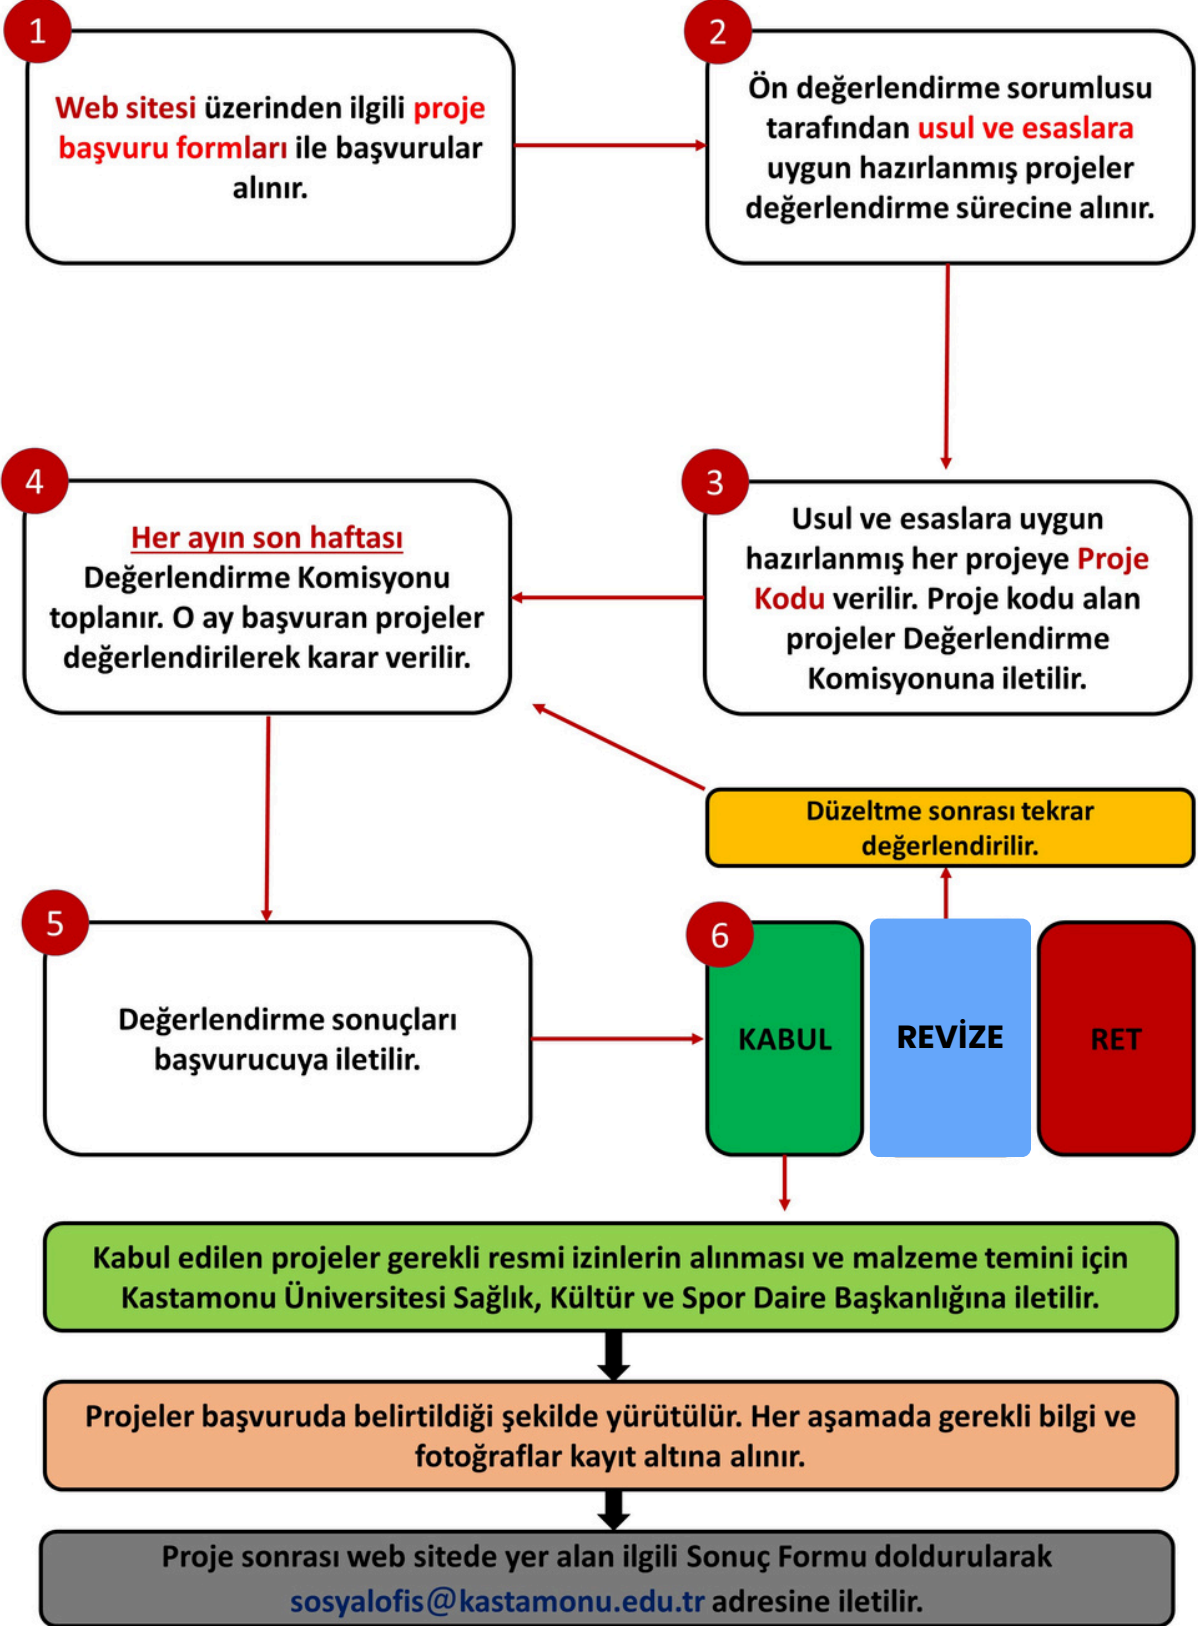 1
Web sitesi üzerinden ilgili proje
başvuru formları ile başvurular
alınır.
2
Ön değerlendirme sorumlusu
tarafından usul ve esaslara
uygun hazırlanmış projeler
değerlendirme sürecine alınır.
3
Usul ve esaslara uygun
hazırlanmış her projeye Proje
Kodu verilir. Proje kodu alan
projeler Değerlendirme
Komisyonuna iletilir.
4
Her ayın son haftası
Değerlendirme Komisyonu
toplanır. O ay başvuran projeler
değerlendirilerek karar verilir.
Düzeltme sonrası tekrar
değerlendirilir.
5
Değerlendirme sonuçları
başvurucuya iletilir.
6
KABUL
REVİZE
RET
Kabul edilen projeler gerekli resmi izinlerin alınması ve malzeme temini için
Kastamonu Üniversitesi Sağlık, Kültür ve Spor Daire Başkanlığına iletilir.
Projeler başvuruda belirtildiği şekilde yürütülür. Her aşamada gerekli bilgi ve
fotoğraflar kayıt altına alınır.
Proje sonrası web sitede yer alan ilgili Sonuç Formu doldurularak
sosyalofis@kastamonu.edu.tr adresine iletilir.